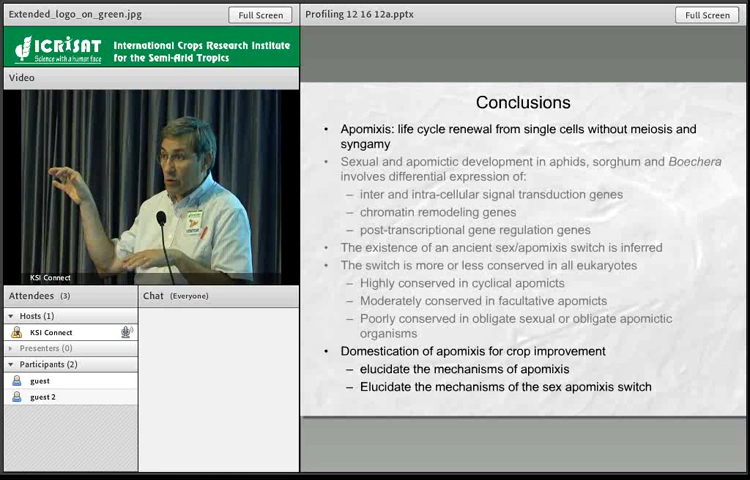 Extended_logo_on_green.jpg
Full Screen
ICRISAT
Science with a human face
International Crops Research Institute
for the Semi-Arid Tropics
Video
KSI Connect
Attendees (3)
Hosts (1)
KSI Connect
Presenters (0)
Participants (2)
guest
guest 2
Chat (Everyone)
Profiling 12 16 12a.pptx
Full Screen
Conclusions
• Apomixis: life cycle renewal from single cells without meiosis and
syngamy
• Sexual and apomictic development in aphids, sorghum and Boechera
involves differential expression of:
– inter and intra-cellular signal transduction genes
– chromatin remodeling genes
– post-transcriptional gene regulation genes
• The existence of an ancient sex/apomixis switch is inferred
• The switch is more or less conserved in all eukaryotes
– Highly conserved in cyclical apomicts
– Moderately conserved in facultative apomicts
– Poorly conserved in obligate sexual or obligate apomictic
organisms
• Domestication of apomixis for crop improvement
– elucidate the mechanisms of apomixis
– Elucidate the mechanisms of the sex apomixis switch